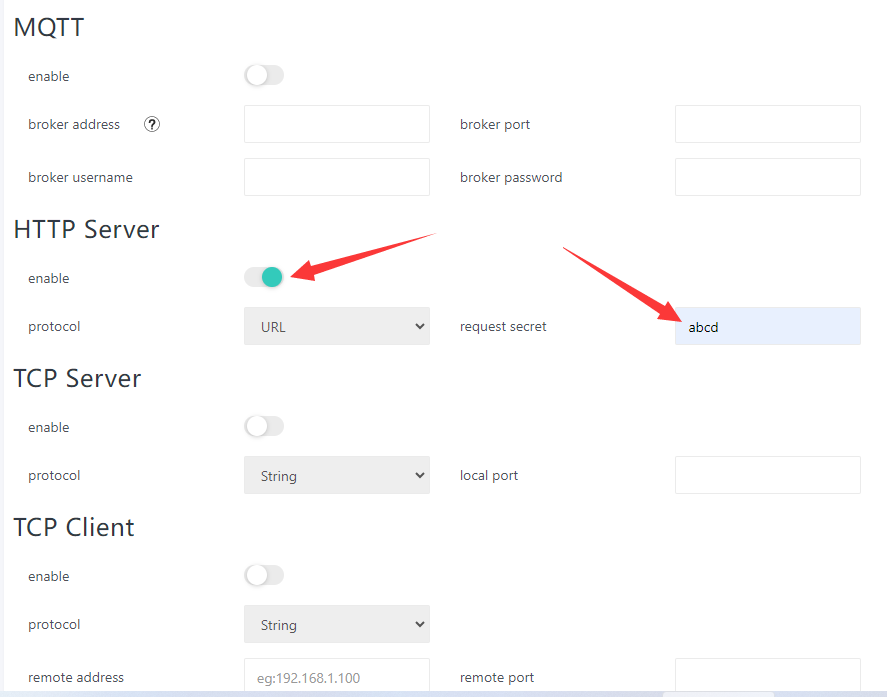 MQTT
enable
broker address ? broker port
broker username broker password
HTTP Server
enable
protocol URL request secret abcd
TCP Server
enable
protocol String local port
TCP Client
enable
protocol String
remote address eg:192.168.1.100 remote port